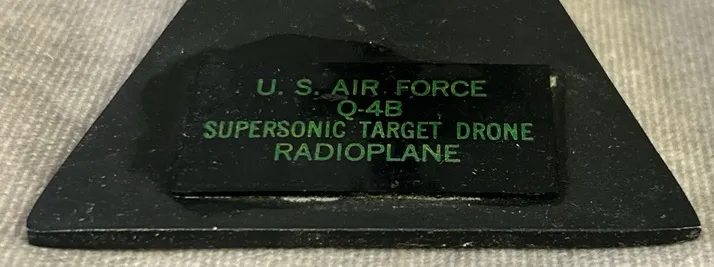 U. S. AIR FORCE
Q-4B
SUPERSONIC TARGET DRONE
RADIOPLANE